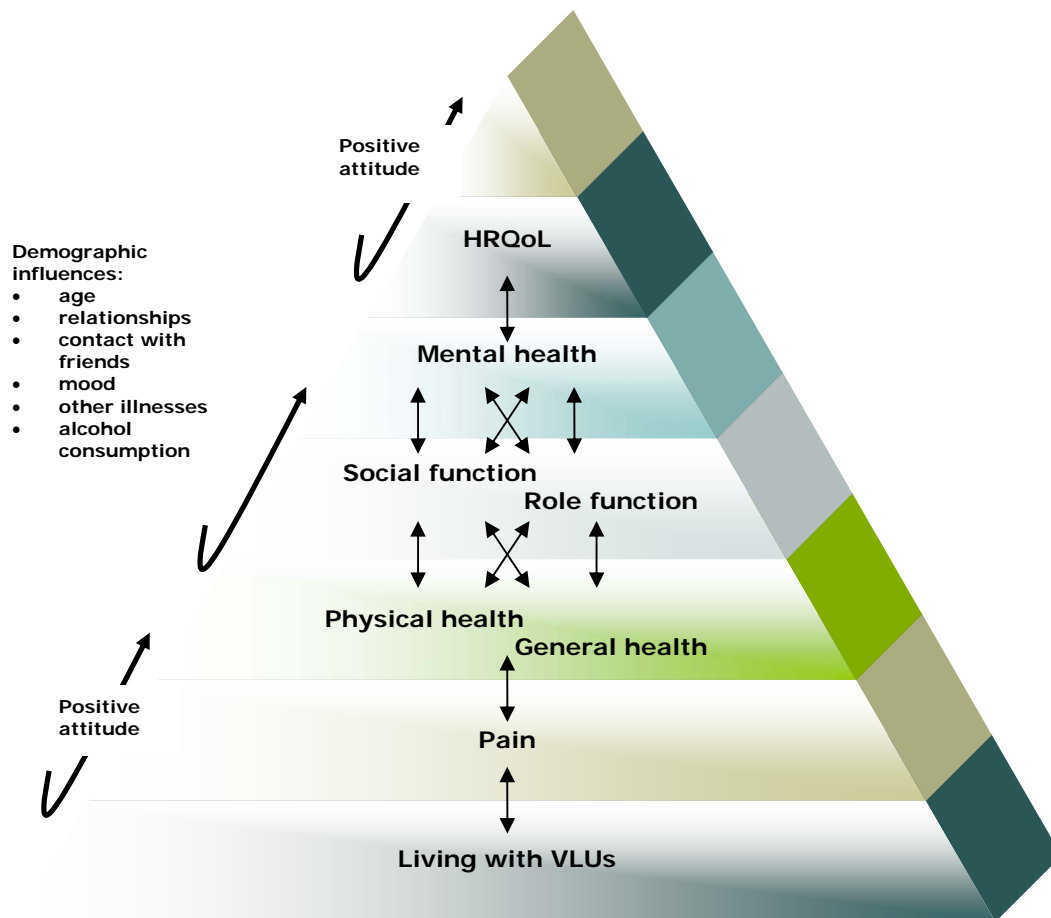 Positive
attitude
HRQoL
Demographic
influences:
• age
• relationships
• contact with
friends
• mood
• other illnesses
• alcohol
consumption
Mental health
Social function
Role function
Physical health
General health
Positive
attitude
Pain
Living with VLUs